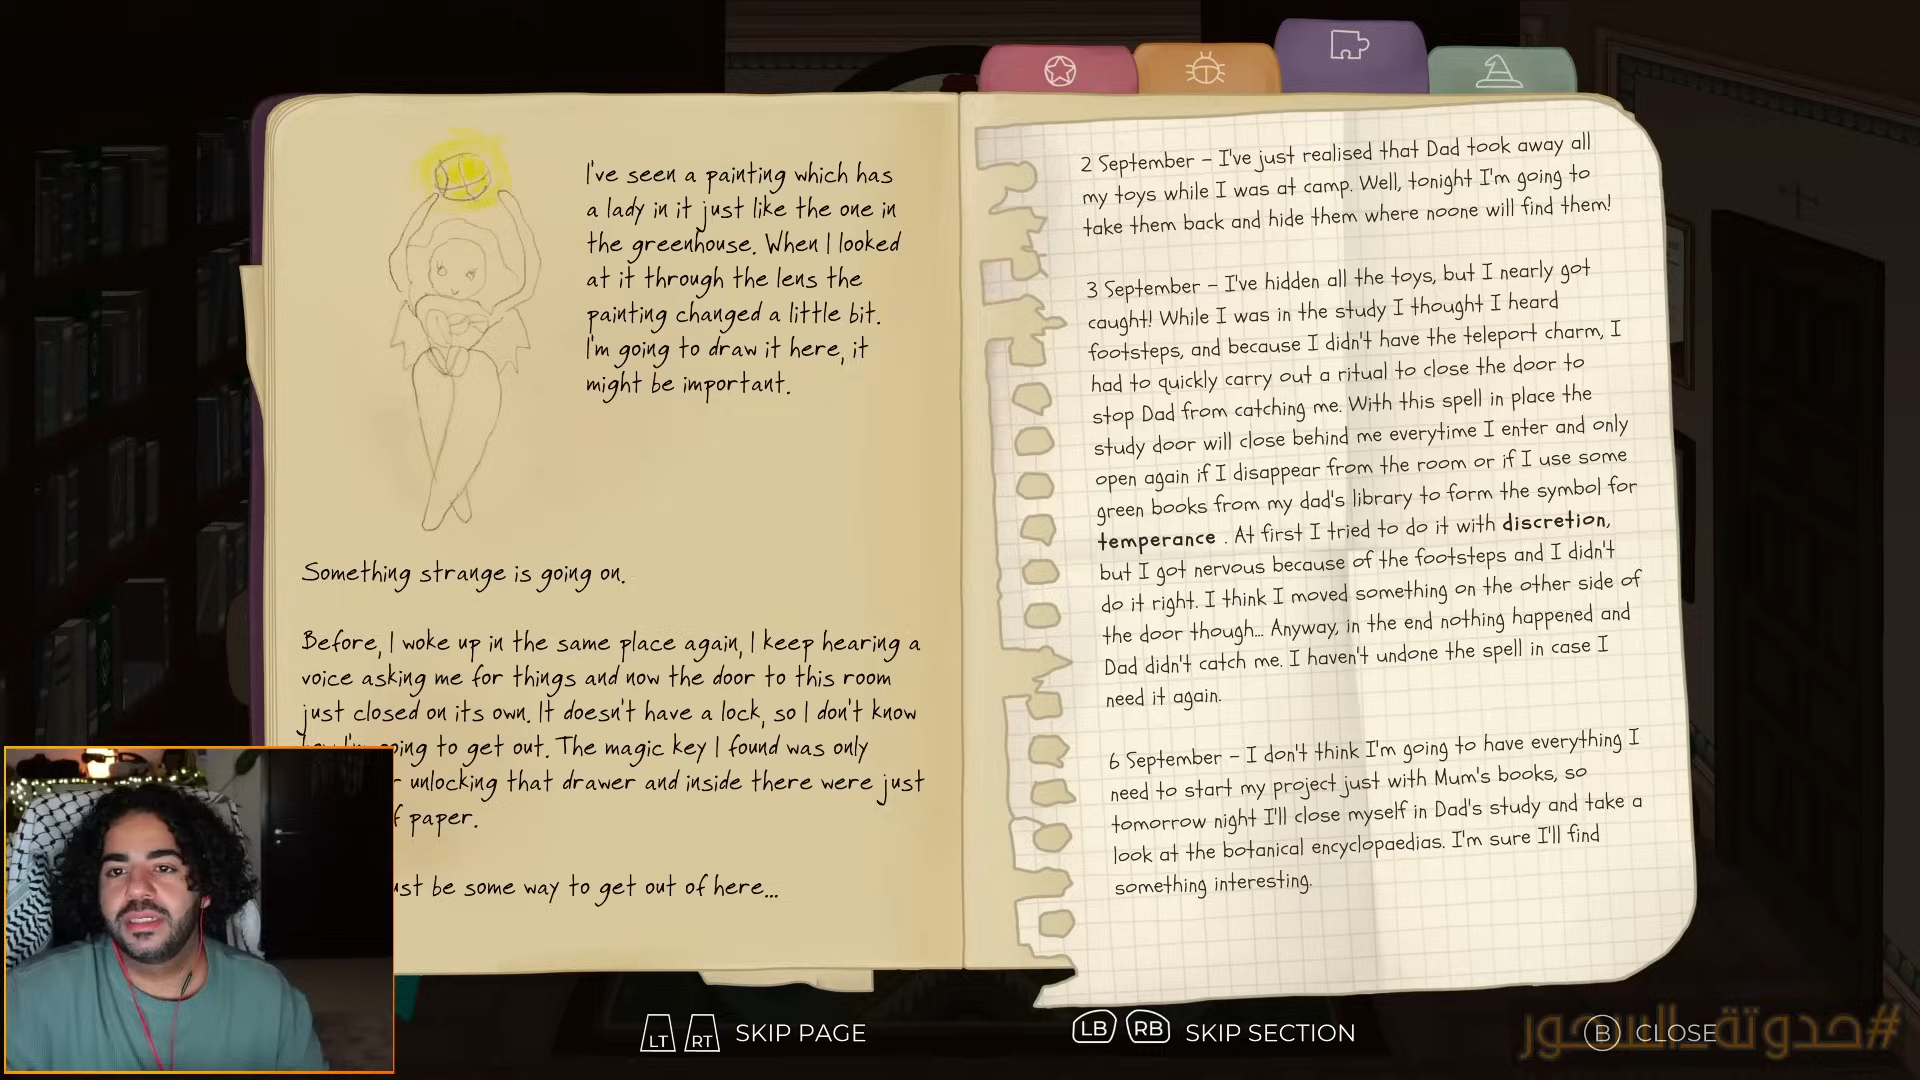 I've seen a painting which has
a lady in it just like the one in
the greenhouse. When I looked
at it through the lens the
painting changed a little bit.
I'm going to draw it here, it
might be important.
Something strange is going on.
Before, I woke up in the same place again, I keep hearing a
voice asking me for things and now the door to this room
just closed on its own. It doesn't have a lock, so I don't know
I'm going to get out. The magic key I found was only
unlocking that drawer and inside there were just
paper.
be some way to get out of here...
2 September – I've just realised that Dad took away all
my toys while I was at camp. Well, tonight I'm going to
take them back and hide them where noone will find them!
3 September – I've hidden all the toys, but I nearly got
caught! While I was in the study I thought I heard
footsteps, and because I didn't have the teleport charm, I
had to quickly carry out a ritual to close the door to
stop Dad from catching me. With this spell in place the
study door will close behind me everytime I enter and only
open again if I disappear from the room or if I use some
green books from my dad's library to form the symbol for
temperance . At first I tried to do it with discretion,
but I got nervous because of the footsteps and I didn't
do it right. I think I moved something on the other side of
the door though... Anyway, in the end nothing happened and
Dad didn't catch me. I haven't undone the spell in case I
need it again.
6 September – I don't think I'm going to have everything I
need to start my project just with Mum's books, so
tomorrow night I'll close myself in Dad's study and take a
look at the botanical encyclopaedias. I'm sure I'll find
something interesting.
LT RT SKIP PAGE
LB RB SKIP SECTION
B CLOSE
#حدوتة_السحور